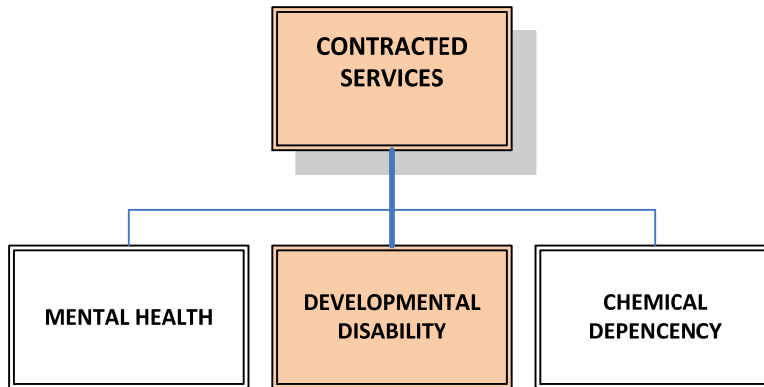 CONTRACTED
SERVICES
MENTAL HEALTH
DEVELOPMENTAL
DISABILITY
CHEMICAL
DEPENCENCY